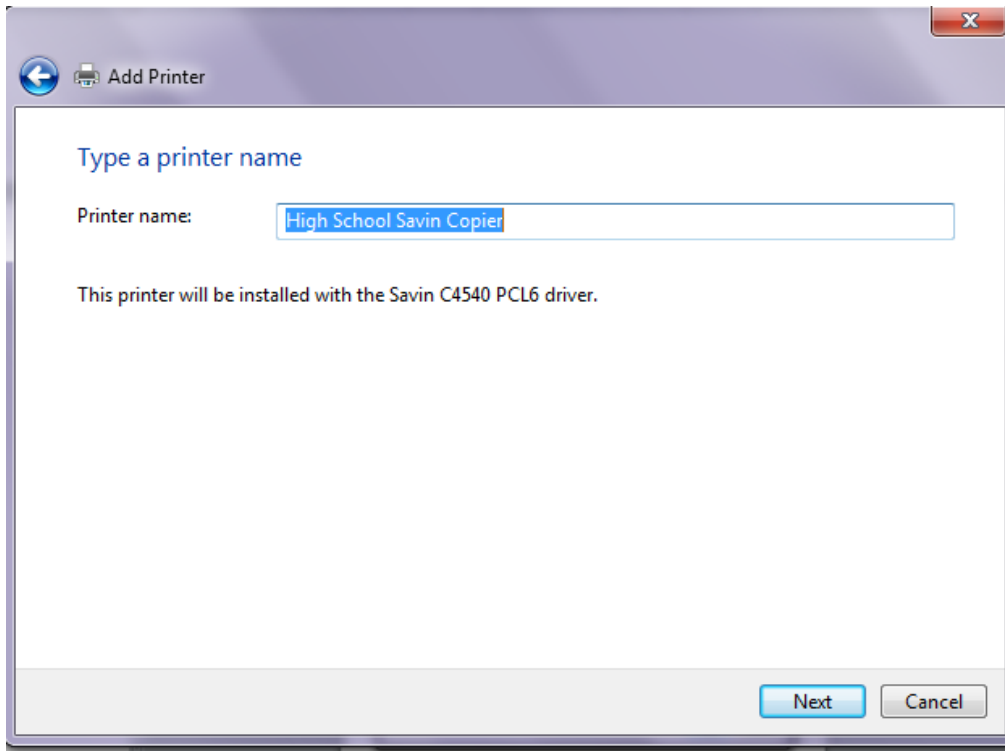 Add Printer
Type a printer name
Printer name: High School Savin Copier
This printer will be installed with the Savin C4540 PCL6 driver.
Next Cancel